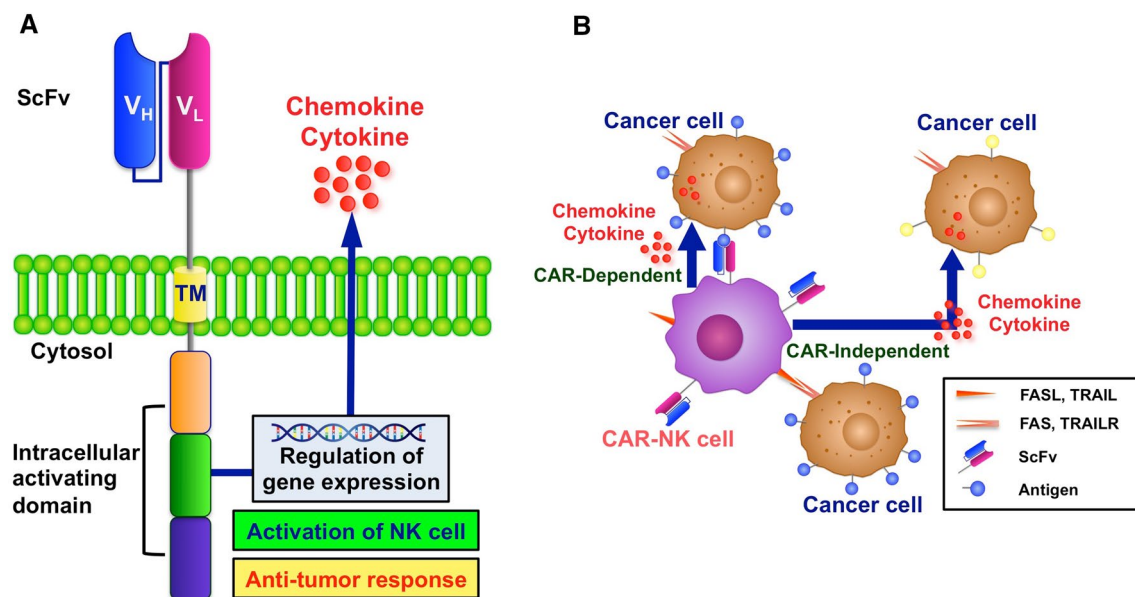 A
ScFv
V_H
V_L
Chemokine
Cytokine
TM
Cytosol
Intracellular
activating
domain
Regulation of
gene expression
Activation of NK cell
Anti-tumor response
B
Cancer cell
Cancer cell
Chemokine
Cytokine
CAR-Dependent
Chemokine
Cytokine
CAR-Independent
CAR-NK cell
Cancer cell
FASL, TRAIL
FAS, TRAILR
ScFv
Antigen